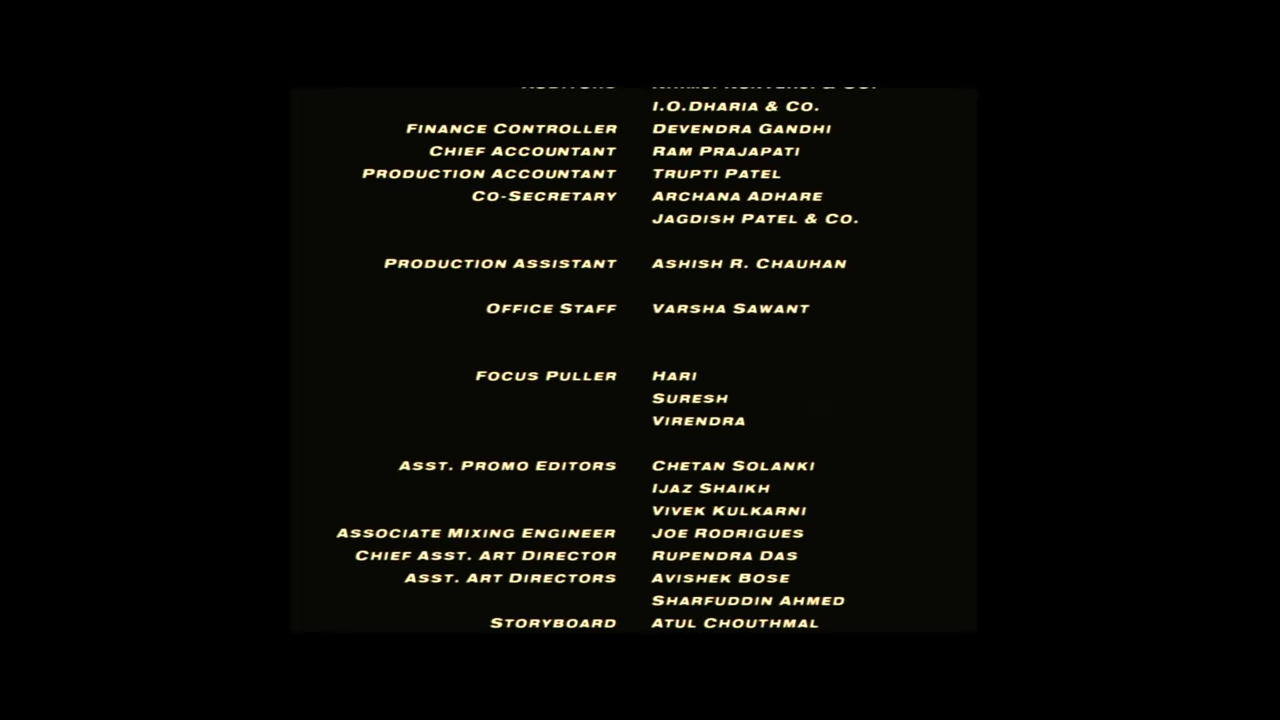 I.O.DHARIA & CO.
FINANCE CONTROLLER DEVENDRA GANDHI
CHIEF ACCOUNTANT RAM PRAJAPATI
PRODUCTION ACCOUNTANT TRUPTI PATEL
CO-SECRETARY ARCHANA ADHARE
JAGDISH PATEL & CO.
PRODUCTION ASSISTANT ASHISH R. CHAUHAN
OFFICE STAFF VARSHA SAWANT
FOCUS PULLER HARI
SURESH
VIRENDRA
ASST. PROMO EDITORS CHETAN SOLANKI
IJAZ SHAIKH
VIVEK KULKARNI
ASSOCIATE MIXING ENGINEER JOE RODRIGUES
CHIEF ASST. ART DIRECTOR RUPENDRA DAS
ASST. ART DIRECTORS AVISHEK BOSE
SHARFUDDIN AHMED
STORYBOARD ATUL CHOUTHMAL